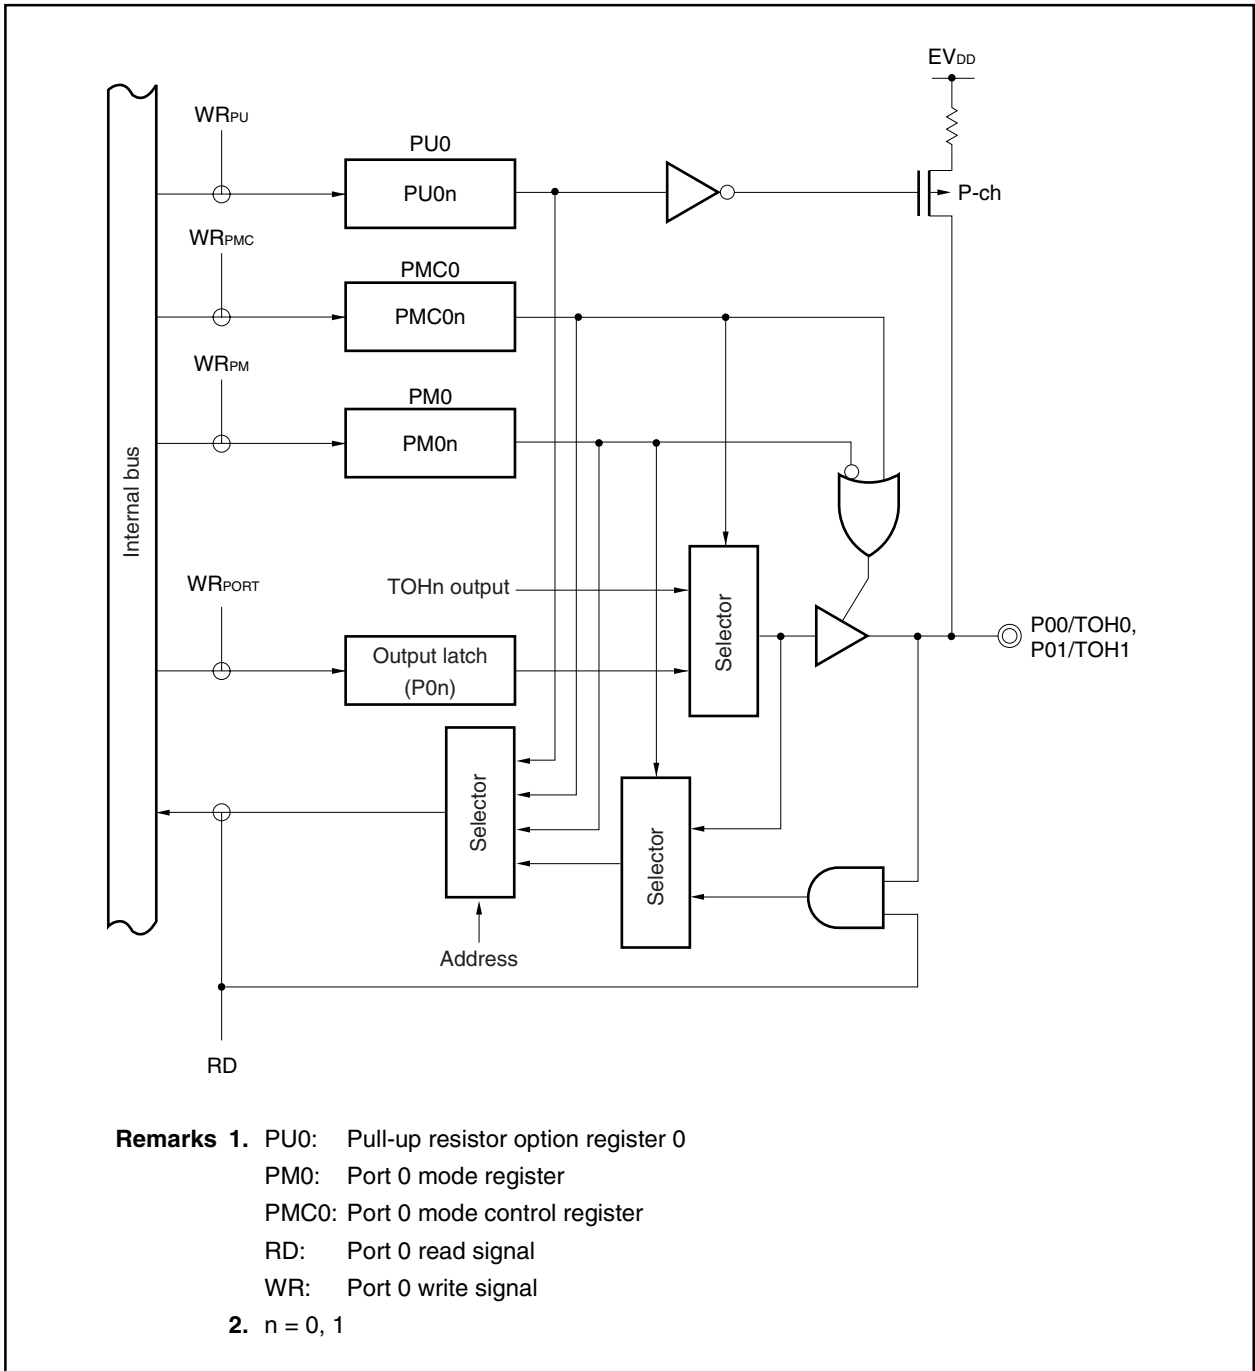 EVDD
WRPU
PU0
PU0n
P-ch
WRPMC
PMC0
PMC0n
WRPM
PM0
PM0n
Internal bus
WRPORT
TOHn output
Selector
Output latch
(P0n)
P00/TOH0,
P01/TOH1
Selector
Selector
Address
RD
Remarks 1. PU0: Pull-up resistor option register 0
PM0: Port 0 mode register
PMC0: Port 0 mode control register
RD: Port 0 read signal
WR: Port 0 write signal
2. n = 0, 1